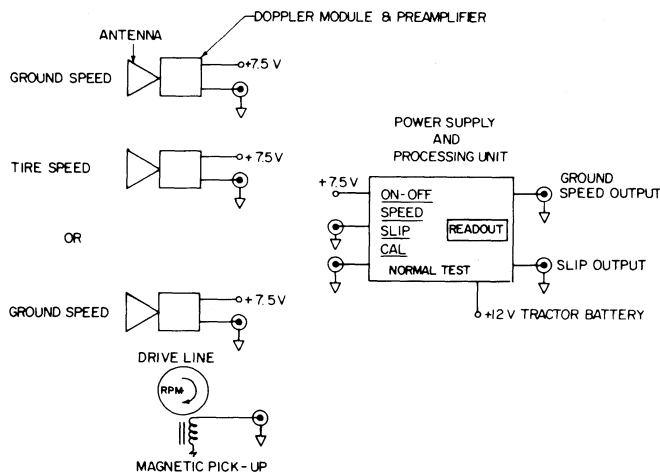 DOPPLER MODULE & PREAMPLIFIER
ANTENNA
+7.5 V
GROUND SPEED
+ 7.5 V
TIRE SPEED
OR
+ 7.5 V
GROUND SPEED
DRIVE LINE
RPM
MAGNETIC PICK-UP
POWER SUPPLY
AND
PROCESSING UNIT
+ 7.5 V
ON-OFF
SPEED
SLIP
CAL
NORMAL TEST
READOUT
GROUND
SPEED OUTPUT
SLIP OUTPUT
+12 V TRACTOR BATTERY